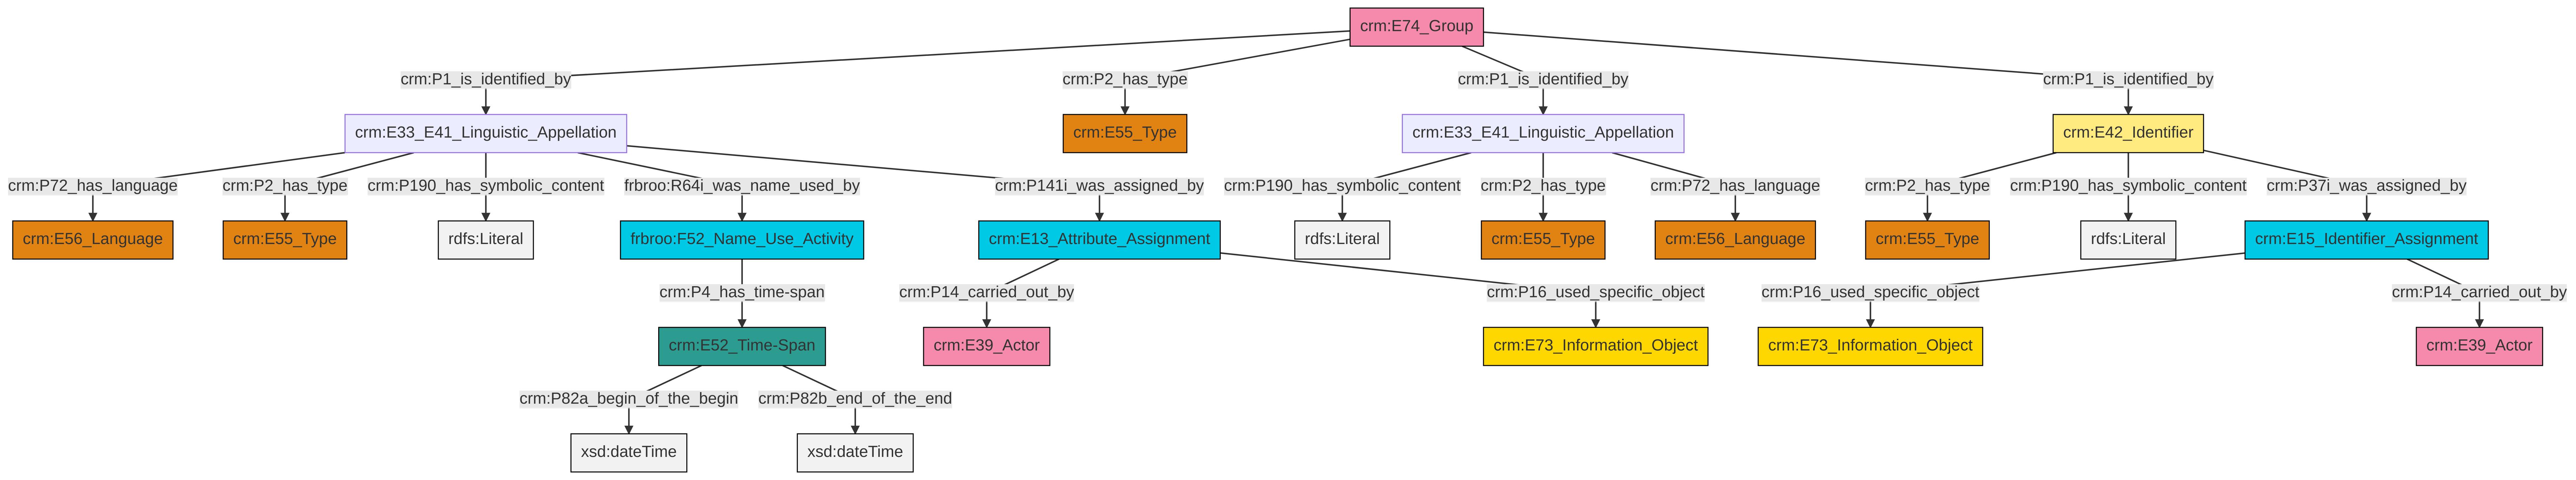 crm:E74_Group
crm:P1_is_identified_by
crm:P2_has_type
crm:P1_is_identified_by
crm:P1_is_identified_by
crm:E33_E41_Linguistic_Appellation
crm:E55_Type
crm:E33_E41_Linguistic_Appellation
crm:E42_Identifier
crm:P72_has_language
crm:P2_has_type
crm:P190_has_symbolic_content
frbroo:R64i_was_name_used_by
crm:P141i_was_assigned_by
crm:P190_has_symbolic_content
crm:P2_has_type
crm:P72_has_language
crm:P2_has_type
crm:P190_has_symbolic_content
crm:P37i_was_assigned_by
crm:E56_Language
crm:E55_Type
rdfs:Literal
frbroo:F52_Name_Use_Activity
crm:E13_Attribute_Assignment
rdfs:Literal
crm:E55_Type
crm:E56_Language
crm:E55_Type
rdfs:Literal
crm:E15_Identifier_Assignment
crm:P4_has_time-span
crm:P14_carried_out_by
crm:P16_used_specific_object
crm:P16_used_specific_object
crm:P14_carried_out_by
crm:E52_Time-Span
crm:E39_Actor
crm:E73_Information_Object
crm:E73_Information_Object
crm:E39_Actor
crm:P82a_begin_of_the_begin
crm:P82b_end_of_the_end
xsd:dateTime
xsd:dateTime